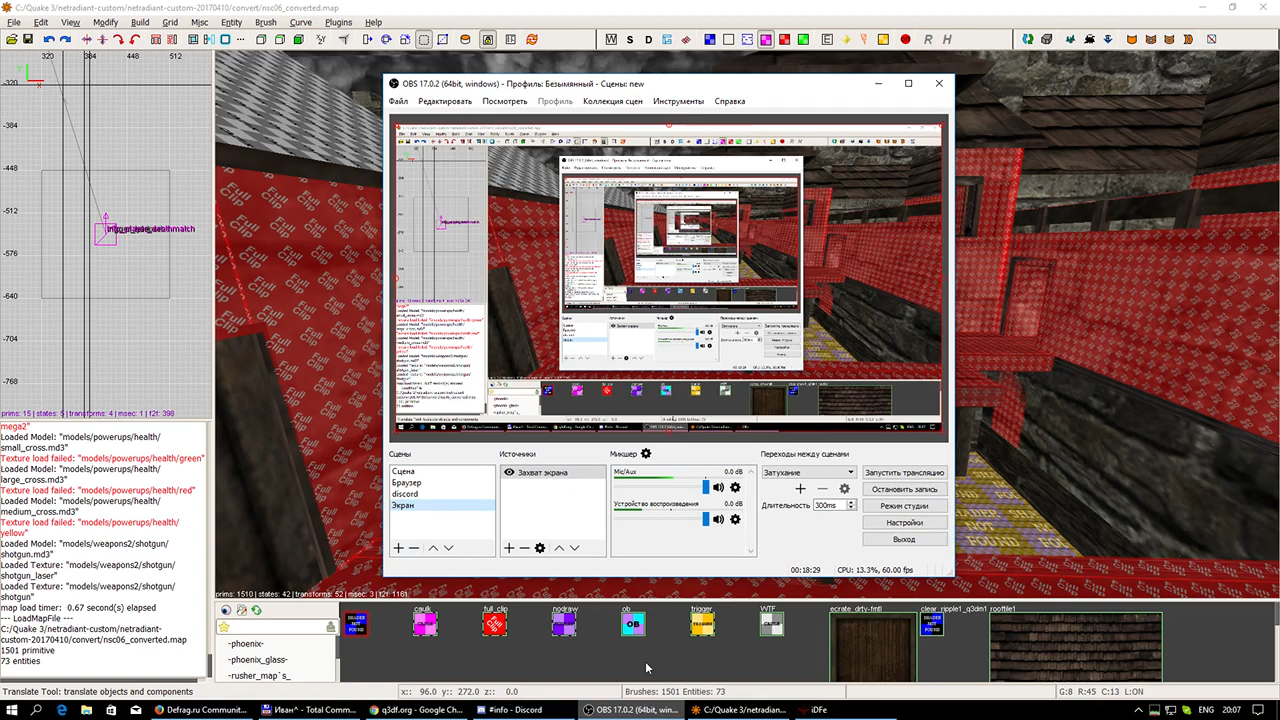 C:/Quake 3/netradiant-custom/netradiant-custom-20170410/convert/nsc06_converted.map
File Edit View Modify Build Grid Misc Entity Brush Curve Plugins Help
W S D
E
R H
320 384 448 512
-320
-384
-448
-512
-576
-640
-704
-768
Y
X
prims: 15 | states: 5 | transforms: 4 | msec: 1 | f2f: 398
mega2"
Loaded Model: "models/powerups/health/
small_cross.md3"
Texture load failed: "models/powerups/health/green"
Loaded Model: "models/powerups/health/
large_cross.md3"
Texture load failed: "models/powerups/health/red"
Loaded Model: "models/powerups/health/
medium_cross.md3"
Texture load failed: "models/powerups/health/
yellow"
Loaded Model: "models/weapons2/shotgun/
shotgun.md3"
Loaded Texture: "models/weapons2/shotgun/
shotgun_laser"
Loaded Texture: "models/weapons2/shotgun/
shotgun"
map load timer:  0.67 second(s) elapsed
--- LoadMapFile ---
C:/Quake 3/netradiant-custom/netradiant-
custom-20170410/convert/nsc06_converted.map
1501 primitive
73 entities
OBS 17.0.2 (64bit, windows) - Профиль: Безымянный - Сцены: new
Файл Редактировать Посмотреть Профиль Коллекция сцен Инструменты Справка
Сцены
Сцена
Браузер
discord
Экран
Источники
Захват экрана
Микшер
Mic/Aux 0.0 dB
Устройство воспроизведения 0.0 dB
Переходы между сценами
Затухание
Длительность 300ms
Запустить трансляцию
Остановить запись
Режим студии
Настройки
Выход
00:18:29 CPU: 13.3%, 60.00 fps
Full Clip
prims: 1510 | states: 42 | transforms: 52 | msec: 3 | f2f: 1161
-phoenix-
-phoenix_glass-
-rusher_map`s_
SHADER NOT FOUND
caulk
full_clip
nodraw
ob
OB
trigger
WTF
ecrate_drty-fmtl
clear_ripple1_q3dm1
SHADER NOT FOUND
rooftile1
Translate Tool: translate objects and components
x:: 96.0 y:: 272.0 z:: 0.0
Brushes: 1501 Entities: 73
G:8 R:45 C:13 L:ON
Defrag.ru Communi...
Иван^ - Total Comm...
q3df.org - Google Ch...
#info - Discord
OBS 17.0.2 (64bit, win...
C:/Quake 3/netradian...
iDFe
ENG
20:07